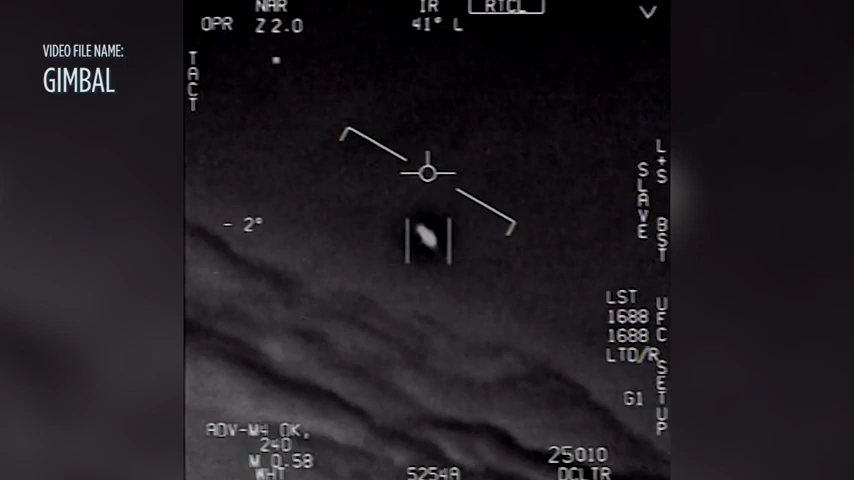 NAR
IR
RTCL
OPR
Z 2.0
41° L
VIDEO FILE NAME:
GIMBAL
TACT
L+S
SLAVE
BST
- 2°
LST
1688
1688
LTD/R
UFC
SETUP
G1
ADV-M4 OK,
240
M 0.58
WHT
5254A
25010
DCLTR